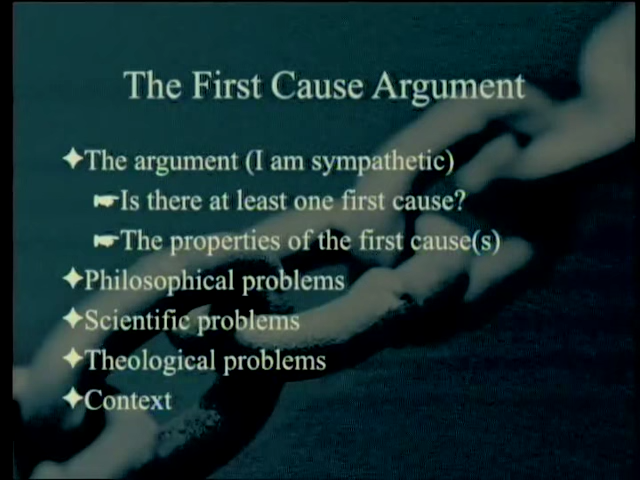 The First Cause Argument
The argument (I am sympathetic)
Is there at least one first cause?
The properties of the first cause(s)
Philosophical problems
Scientific problems
Theological problems
Context